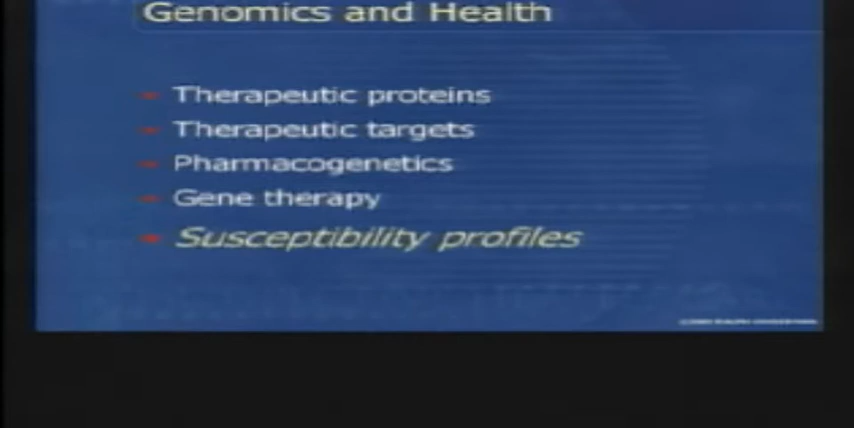 Genomics and Health
Therapeutic proteins
Therapeutic targets
Pharmacogenetics
Gene therapy
Susceptibility profiles